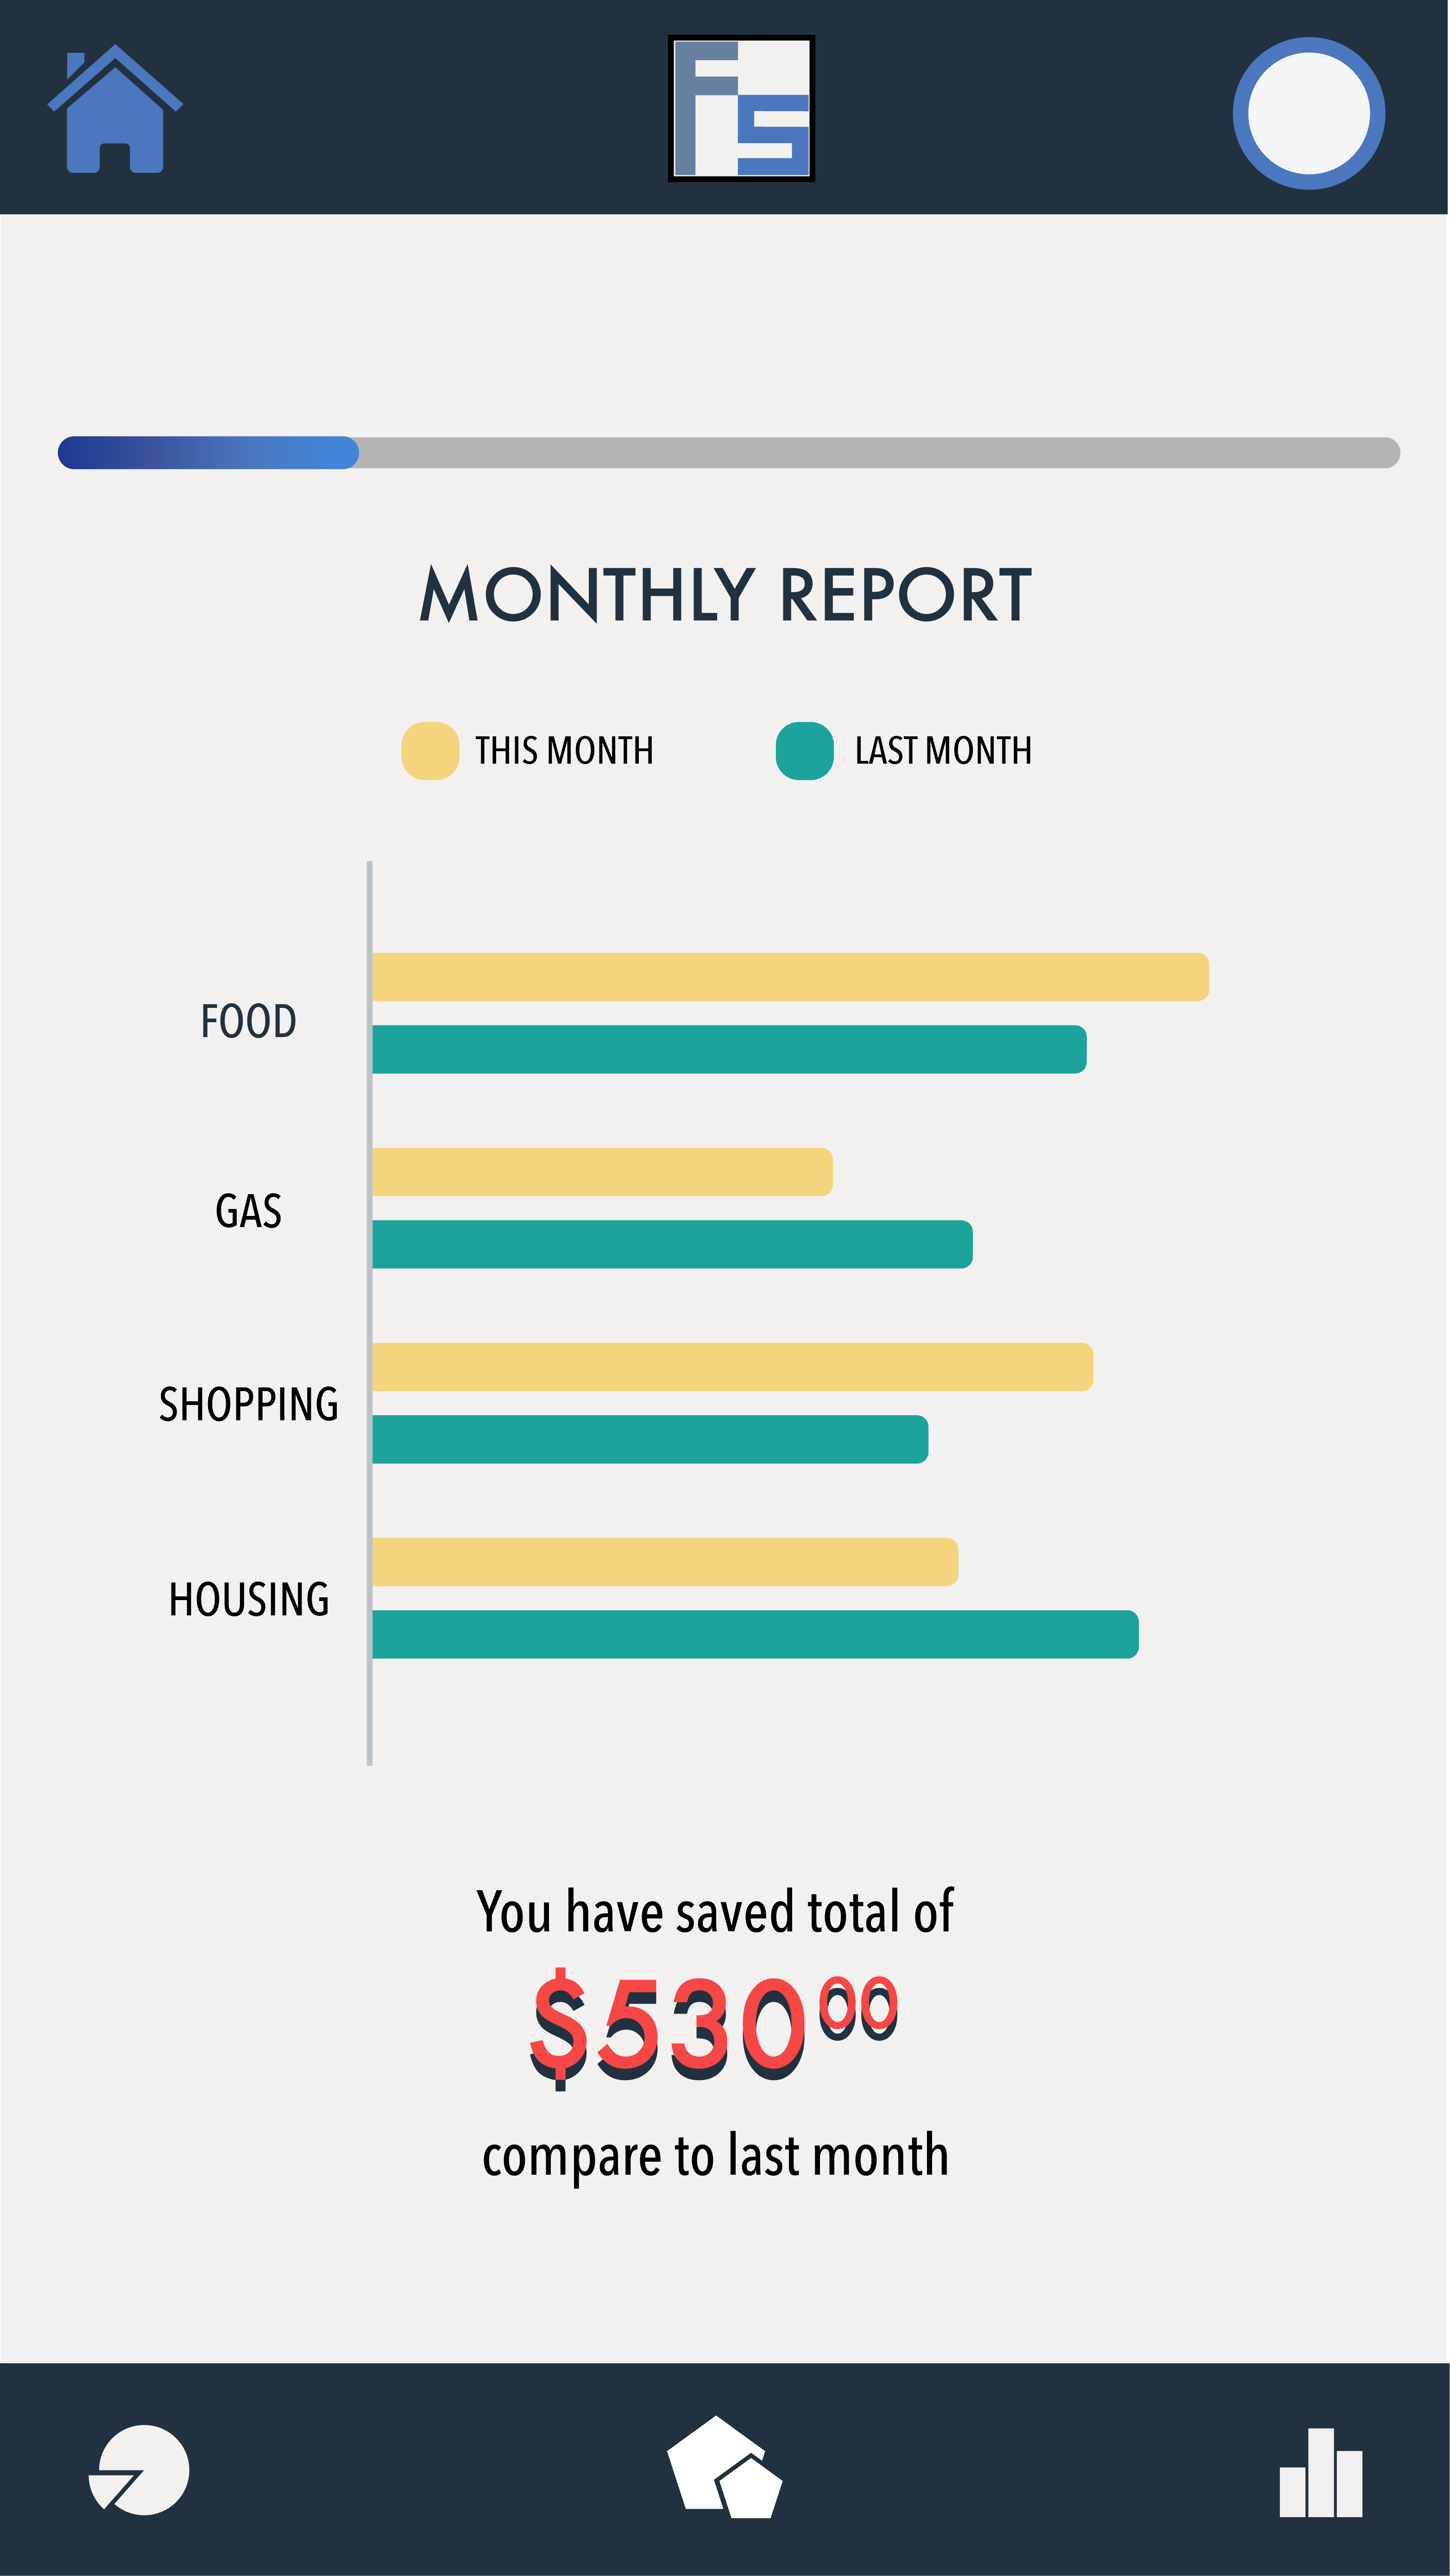 FS
MONTHLY REPORT
THIS MONTH
LAST MONTH
FOOD
GAS
SHOPPING
HOUSING
You have saved total of
$530 00
compare to last month